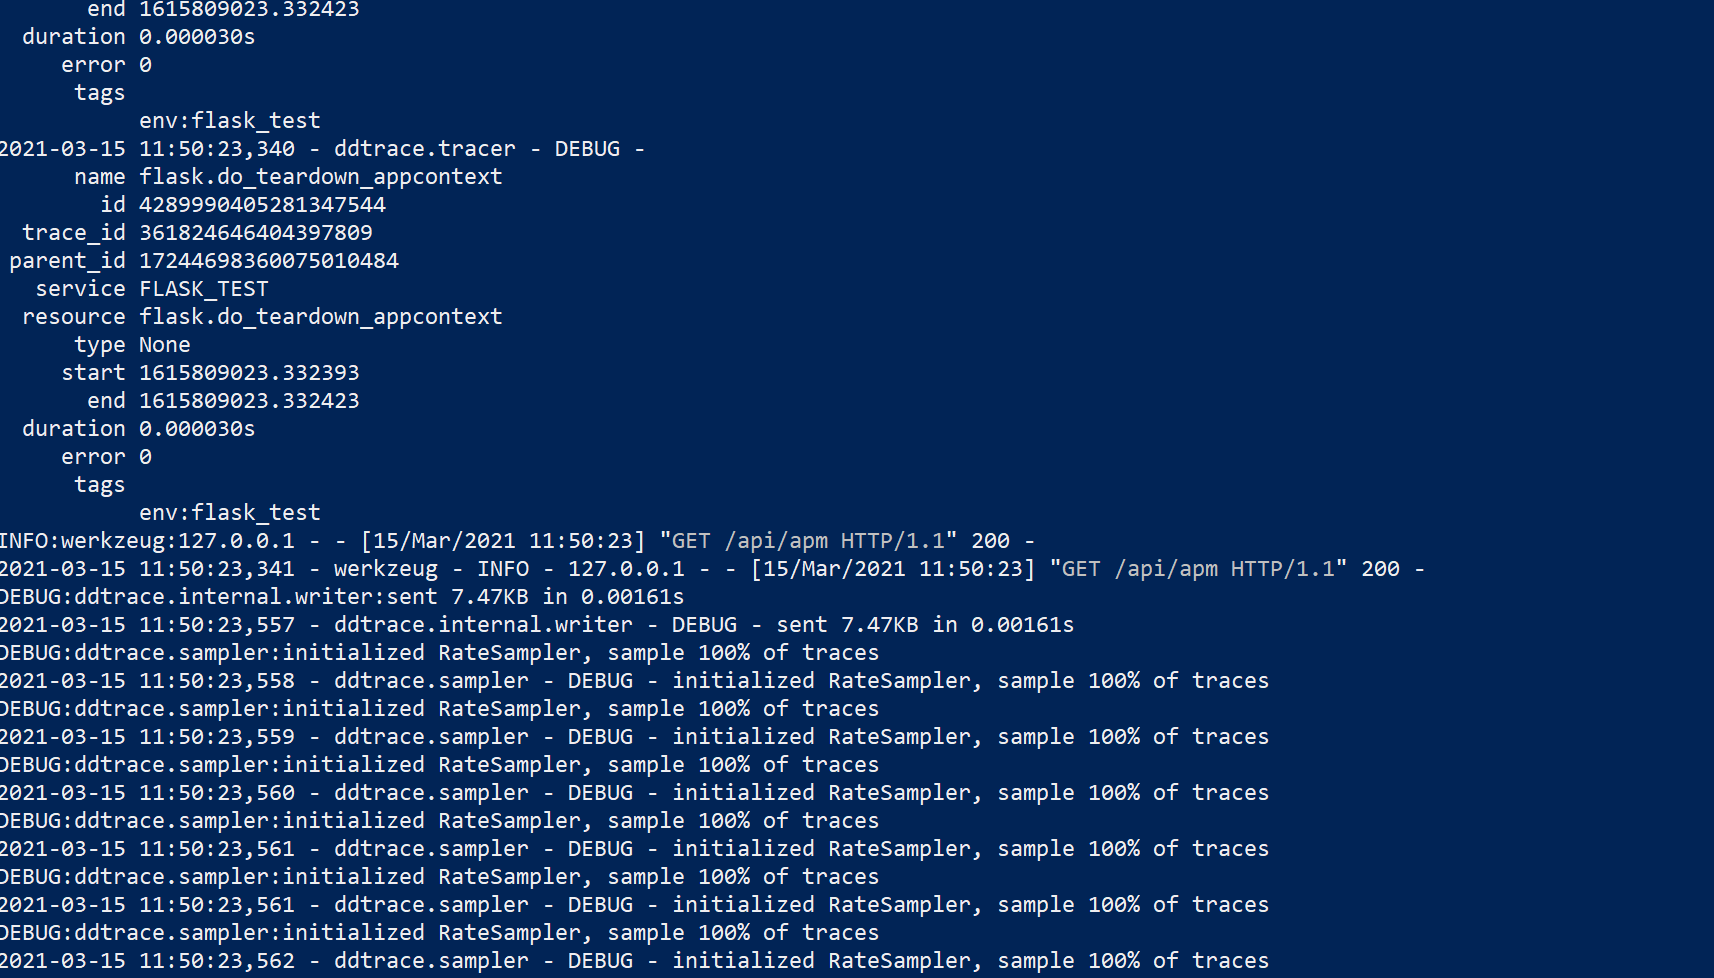 end 1615809023.332423
duration 0.000030s
error 0
tags
env:flask_test
2021-03-15 11:50:23,340 - ddtrace.tracer - DEBUG -
name flask.do_teardown_appcontext
id 4289990405281347544
trace_id 361824646404397809
parent_id 17244698360075010484
service FLASK_TEST
resource flask.do_teardown_appcontext
type None
start 1615809023.332393
end 1615809023.332423
duration 0.000030s
error 0
tags
env:flask_test
INFO:werkzeug:127.0.0.1 - - [15/Mar/2021 11:50:23] "GET /api/apm HTTP/1.1" 200 -
2021-03-15 11:50:23,341 - werkzeug - INFO - 127.0.0.1 - - [15/Mar/2021 11:50:23] "GET /api/apm HTTP/1.1" 200 -
DEBUG:ddtrace.internal.writer:sent 7.47KB in 0.00161s
2021-03-15 11:50:23,557 - ddtrace.internal.writer - DEBUG - sent 7.47KB in 0.00161s
DEBUG:ddtrace.sampler:initialized RateSampler, sample 100% of traces
2021-03-15 11:50:23,558 - ddtrace.sampler - DEBUG - initialized RateSampler, sample 100% of traces
DEBUG:ddtrace.sampler:initialized RateSampler, sample 100% of traces
2021-03-15 11:50:23,559 - ddtrace.sampler - DEBUG - initialized RateSampler, sample 100% of traces
DEBUG:ddtrace.sampler:initialized RateSampler, sample 100% of traces
2021-03-15 11:50:23,560 - ddtrace.sampler - DEBUG - initialized RateSampler, sample 100% of traces
DEBUG:ddtrace.sampler:initialized RateSampler, sample 100% of traces
2021-03-15 11:50:23,561 - ddtrace.sampler - DEBUG - initialized RateSampler, sample 100% of traces
DEBUG:ddtrace.sampler:initialized RateSampler, sample 100% of traces
2021-03-15 11:50:23,561 - ddtrace.sampler - DEBUG - initialized RateSampler, sample 100% of traces
DEBUG:ddtrace.sampler:initialized RateSampler, sample 100% of traces
2021-03-15 11:50:23,562 - ddtrace.sampler - DEBUG - initialized RateSampler, sample 100% of traces